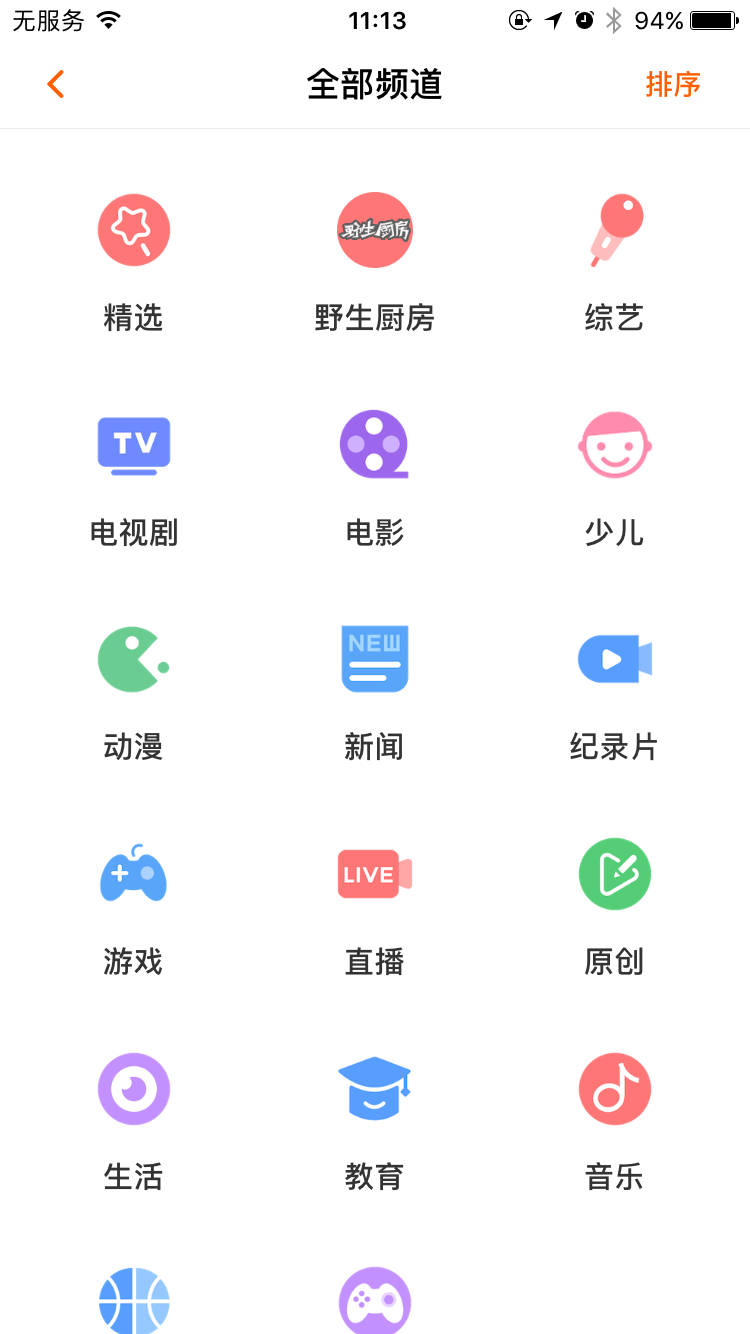 无服务 11:13 94%
全部频道 排序
野生厨房
精选 野生厨房 综艺
TV
电视剧 电影 少儿
NEW
动漫 新闻 纪录片
LIVE
游戏 直播 原创
生活 教育 音乐